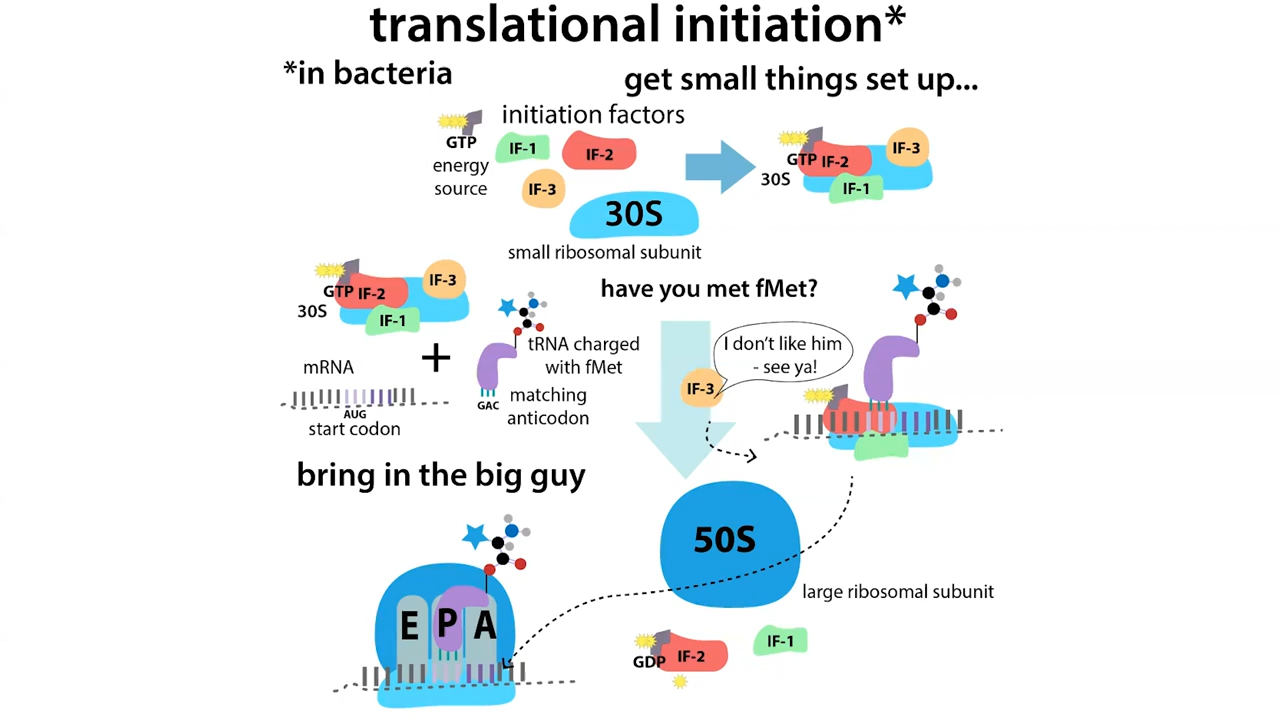 translational initiation*
*in bacteria
get small things set up...
initiation factors
GTP
energy
source
IF-1
IF-2
IF-3
30S
small ribosomal subunit
GTP
IF-2
IF-3
30S
IF-1
GTP
IF-2
IF-3
30S
IF-1
+
mRNA
AUG
start codon
tRNA charged
with fMet
GAC
matching
anticodon
have you met fMet?
I don't like him
- see ya!
IF-3
bring in the big guy
50S
large ribosomal subunit
E P A
GDP
IF-2
IF-1